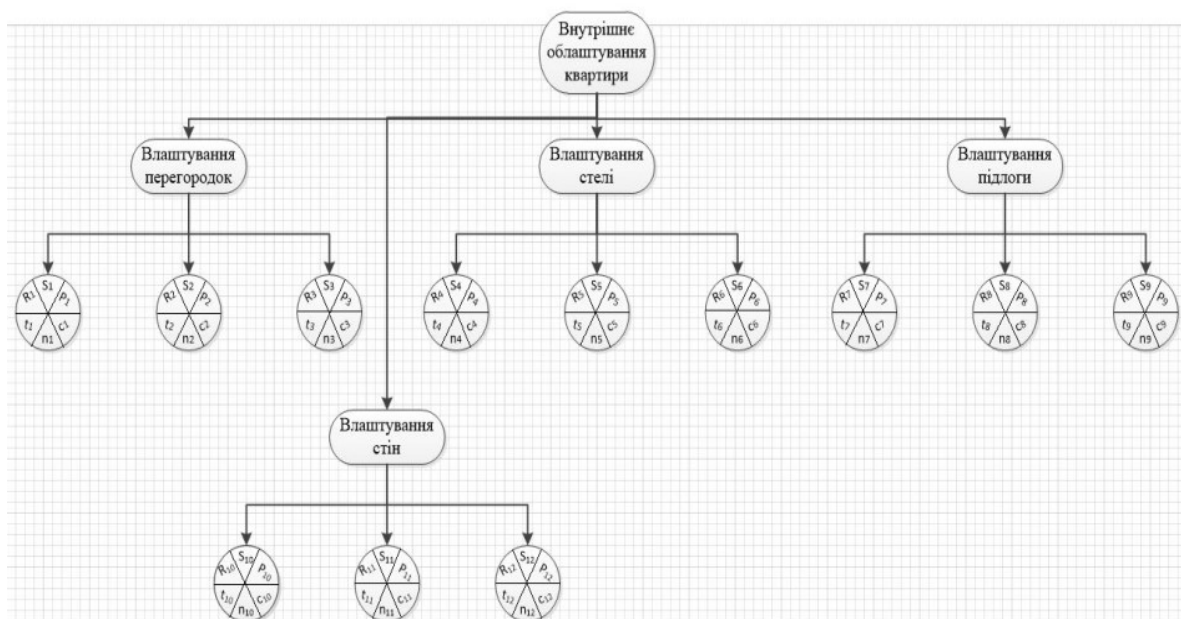 Внутрішнє
облаштування
квартири
Влаштування
перегородок
Влаштування
стелі
Влаштування
підлоги
R₁ S₁ P₁
t₁ n₁ c₁
R₂ S₂ P₂
t₂ n₂ c₂
R₃ S₃ P₃
t₃ n₃ c₃
R₄ S₄ P₄
t₄ n₄ c₄
R₅ S₅ P₅
t₅ n₅ c₅
R₆ S₆ P₆
t₆ n₆ c₆
R₇ S₇ P₇
t₇ n₇ c₇
R₈ S₈ P₈
t₈ n₈ c₈
R₉ S₉ P₉
t₉ n₉ c₉
Влаштування
стін
R₁₀ S₁₀ P₁₀
t₁₀ n₁₀ c₁₀
R₁₁ S₁₁ P₁₁
t₁₁ n₁₁ c₁₁
R₁₂ S₁₂ P₁₂
t₁₂ n₁₂ c₁₂